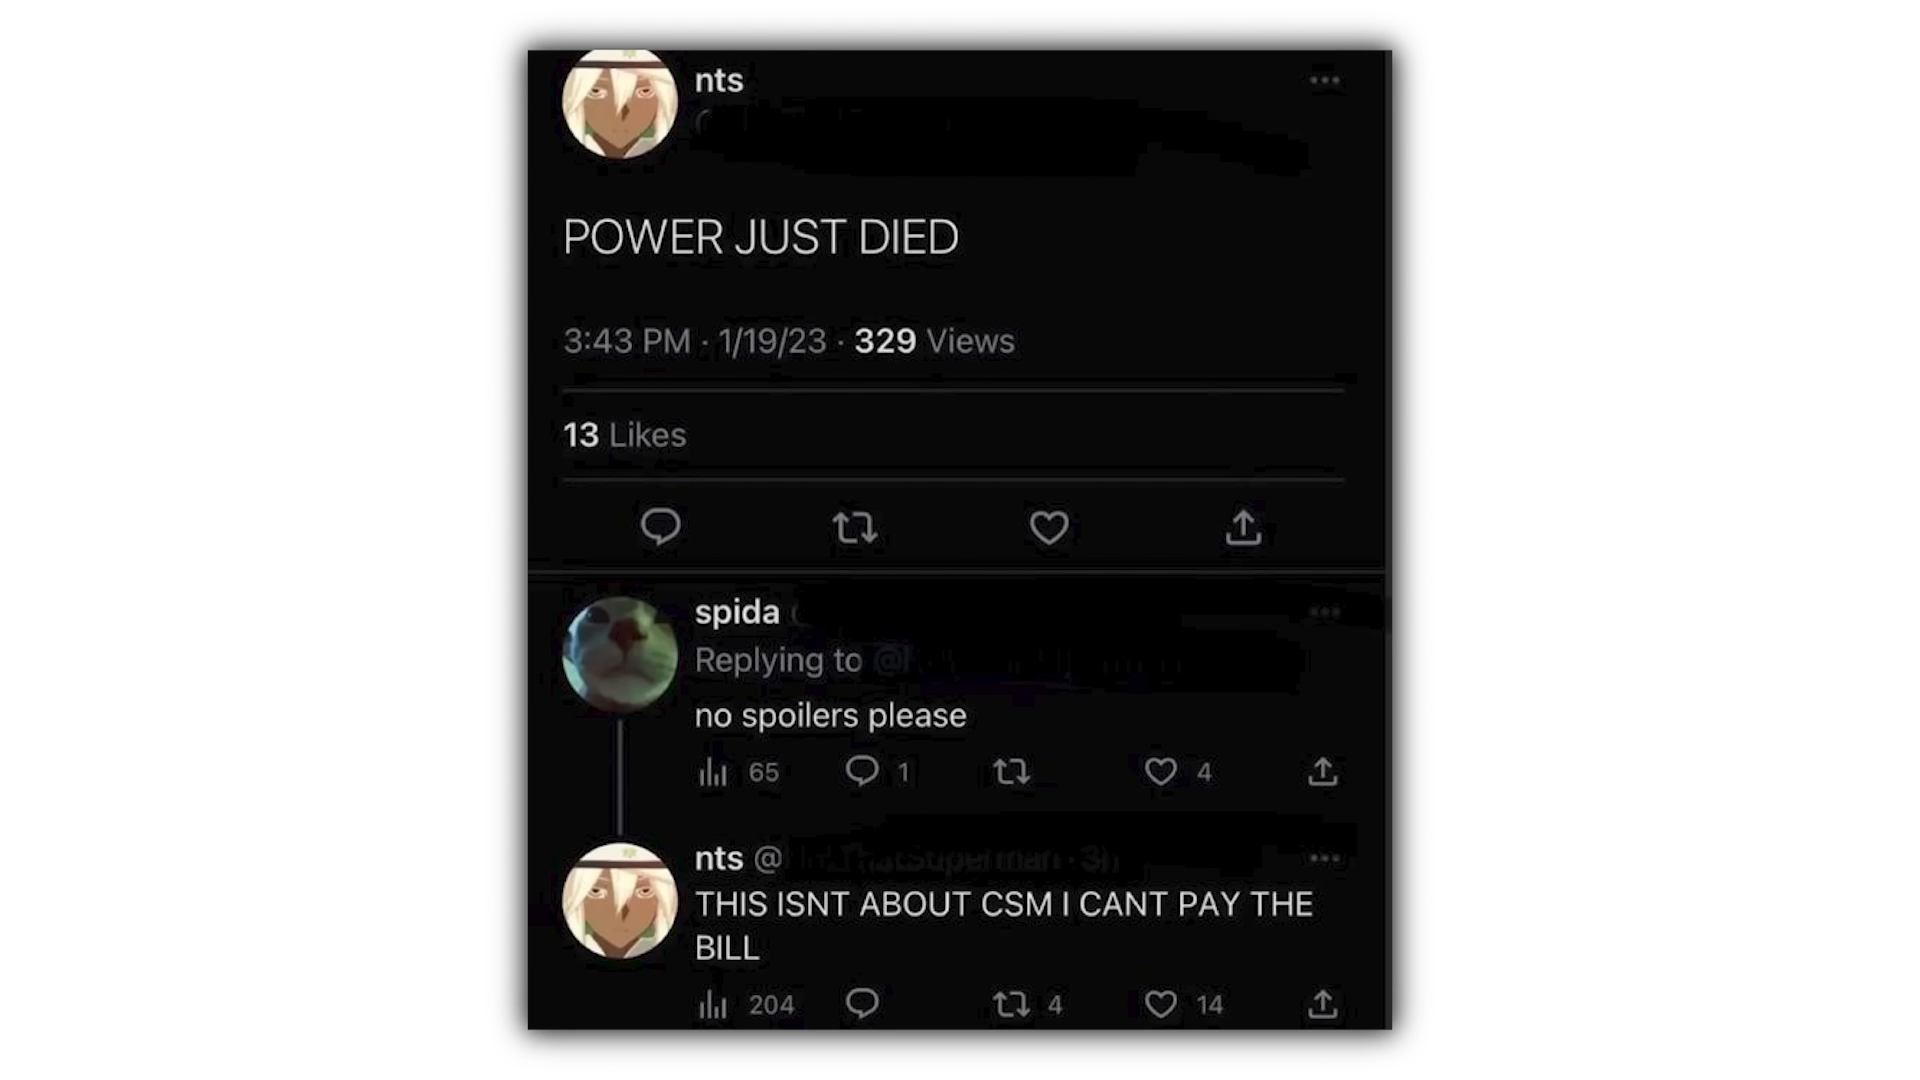 nts
POWER JUST DIED
3:43 PM · 1/19/23 · 329 Views
13 Likes
spida
Replying to
no spoilers please
65 1 4
nts @
THIS ISNT ABOUT CSM I CANT PAY THE
BILL
204 4 14